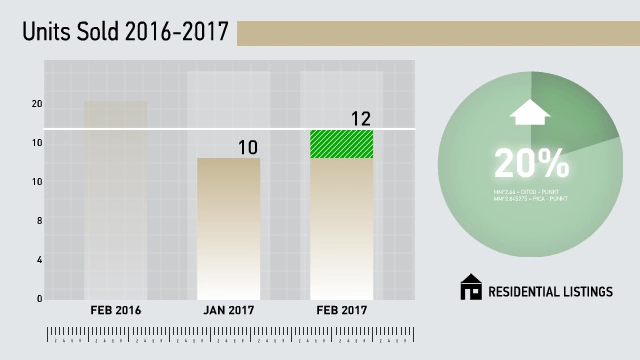 Units Sold 2016-2017
20
10
10
8
4
0
10
12
FEB 2016
JAN 2017
FEB 2017
20%
RESIDENTIAL LISTINGS